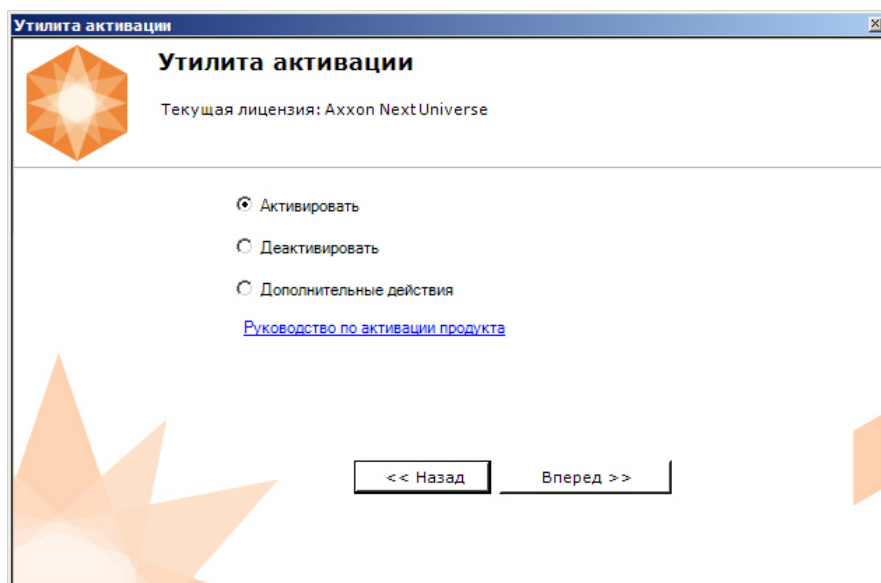 Утилита активации
Утилита активации
Текущая лицензия: Axxon Next Universe
Активировать
Деактивировать
Дополнительные действия
Руководство по активации продукта
<< Назад
Вперед >>